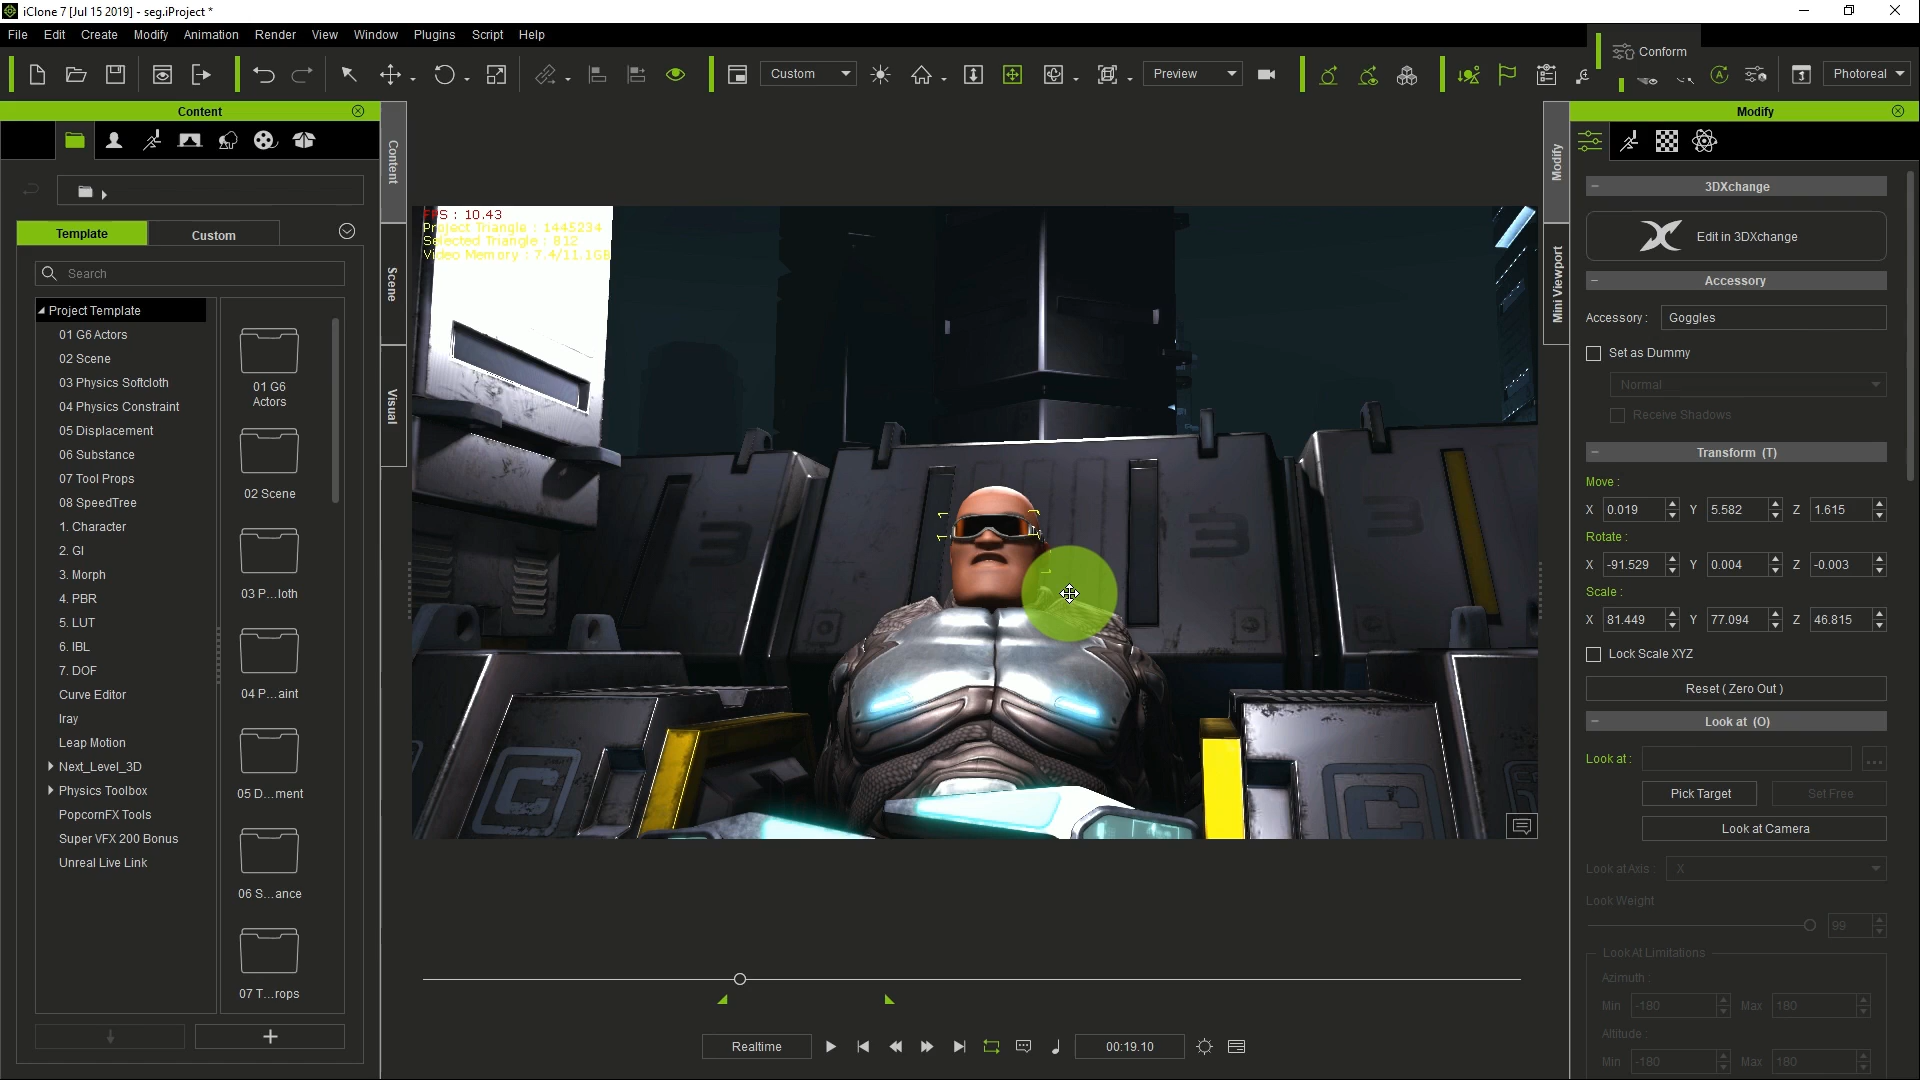 iClone 7 [Jul 15 2019] - seg.iProject *
File Edit Create Modify Animation Render View Window Plugins Script Help
Custom
Preview
Conform
Photoreal
Content
Template
Custom
Search
Project Template
01 G6 Actors
02 Scene
03 Physics Softcloth
04 Physics Constraint
05 Displacement
06 Substance
07 Tool Props
08 SpeedTree
1. Character
2. GI
3. Morph
4. PBR
5. LUT
6. IBL
7. DOF
Curve Editor
Iray
Leap Motion
Next_Level_3D
Physics Toolbox
PopcornFX Tools
Super VFX 200 Bonus
Unreal Live Link
01 G6
Actors
02 Scene
03 P...loth
04 P...aint
05 D...ment
06 S...ance
07 T...rops
Content
Scene
Visual
FPS : 10.43
Project Triangle : 1445234
Selected Triangle : 812
Video Memory : 7.4/11.1GB
3
3
C
C
Realtime
00:19.10
Modify
Mini Viewport
Modify
3DXchange
Edit in 3DXchange
Accessory
Accessory : Goggles
Set as Dummy
Normal
Receive Shadows
Transform (T)
Move :
X 0.019 Y 5.582 Z 1.615
Rotate :
X -91.529 Y 0.004 Z -0.003
Scale :
X 81.449 Y 77.094 Z 46.815
Lock Scale XYZ
Reset ( Zero Out )
Look at (O)
Look at :
...
Pick Target Set Free
Look at Camera
Look at Axis : X
Look Weight
99
Look At Limitations
Azimuth :
Min -180 Max 180
Altitude :
Min -180 Max 180